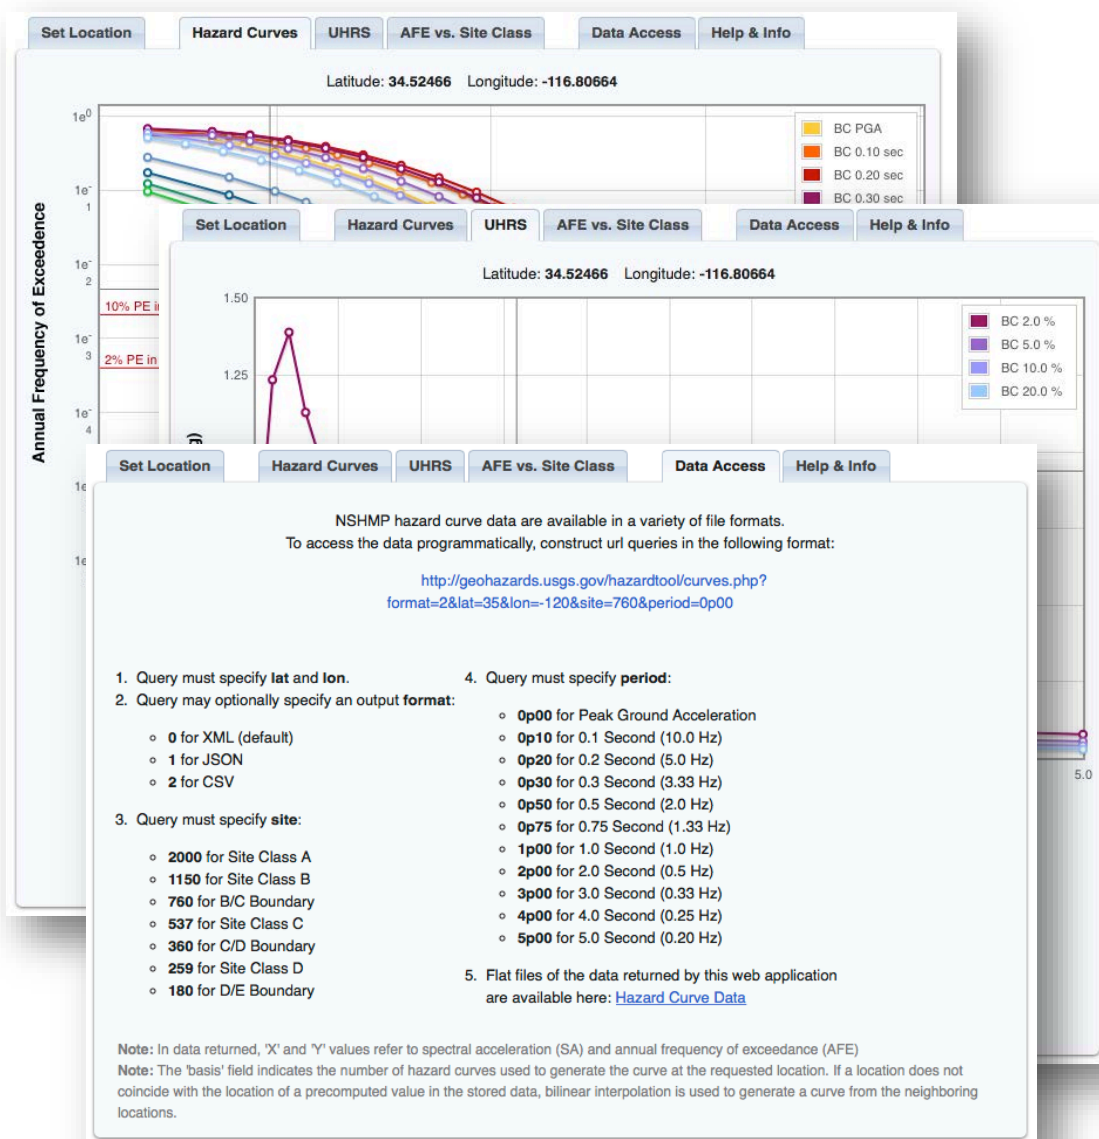 Set Location Hazard Curves UHRS AFE vs. Site Class Data Access Help & Info
Latitude: 34.52466 Longitude: -116.80664
1e0
1e-
1
1e-
2
1e-
3
1e-
4
1e
1e
Annual Frequency of Exceedence
10% PE i
2% PE in
BC PGA
BC 0.10 sec
BC 0.20 sec
BC 0.30 sec
Set Location Hazard Curves UHRS AFE vs. Site Class Data Access Help & Info
Latitude: 34.52466 Longitude: -116.80664
1.50
1.25
g)
BC 2.0 %
BC 5.0 %
BC 10.0 %
BC 20.0 %
5.0
Set Location Hazard Curves UHRS AFE vs. Site Class Data Access Help & Info
NSHMP hazard curve data are available in a variety of file formats.
To access the data programmatically, construct url queries in the following format:
http://geohazards.usgs.gov/hazardtool/curves.php?
format=2&lat=35&lon=-120&site=760&period=0p00
1. Query must specify lat and lon.
2. Query may optionally specify an output format:
0 for XML (default)
1 for JSON
2 for CSV
3. Query must specify site:
2000 for Site Class A
1150 for Site Class B
760 for B/C Boundary
537 for Site Class C
360 for C/D Boundary
259 for Site Class D
180 for D/E Boundary
4. Query must specify period:
0p00 for Peak Ground Acceleration
0p10 for 0.1 Second (10.0 Hz)
0p20 for 0.2 Second (5.0 Hz)
0p30 for 0.3 Second (3.33 Hz)
0p50 for 0.5 Second (2.0 Hz)
0p75 for 0.75 Second (1.33 Hz)
1p00 for 1.0 Second (1.0 Hz)
2p00 for 2.0 Second (0.5 Hz)
3p00 for 3.0 Second (0.33 Hz)
4p00 for 4.0 Second (0.25 Hz)
5p00 for 5.0 Second (0.20 Hz)
5. Flat files of the data returned by this web application
are available here: Hazard Curve Data
Note: In data returned, 'X' and 'Y' values refer to spectral acceleration (SA) and annual frequency of exceedance (AFE)
Note: The 'basis' field indicates the number of hazard curves used to generate the curve at the requested location. If a location does not
coincide with the location of a precomputed value in the stored data, bilinear interpolation is used to generate a curve from the neighboring
locations.